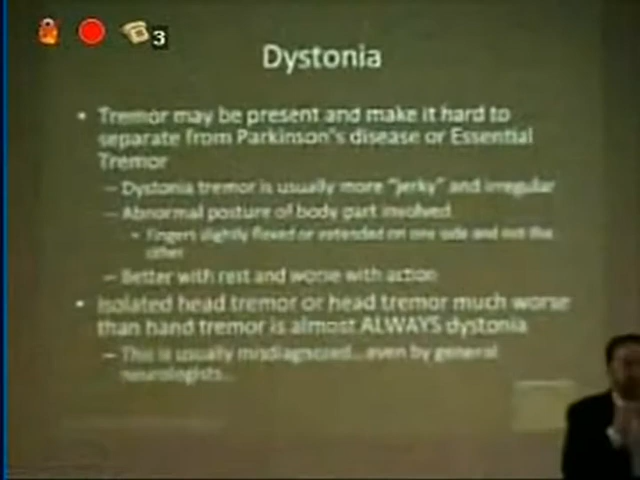 3
Dystonia
• Tremor may be present and make it hard to
separate from Parkinson's disease or Essential
Tremor
– Dystonia tremor is usually more "jerky" and irregular
– Abnormal posture of body part involved
• Fingers slightly flexed or extended on one side and not the
other
– Better with rest and worse with action
• Isolated head tremor or head tremor much worse
than hand tremor is almost ALWAYS dystonia
– This is usually misdiagnosed…even by general
neurologists…